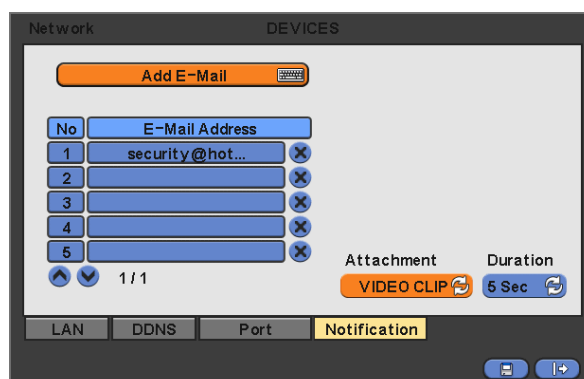 Network DEVICES
Add E-Mail
No E-Mail Address
1 security@hot...
2
3
4
5
1/1
Attachment Duration
VIDEO CLIP 5 Sec
LAN DDNS Port Notification